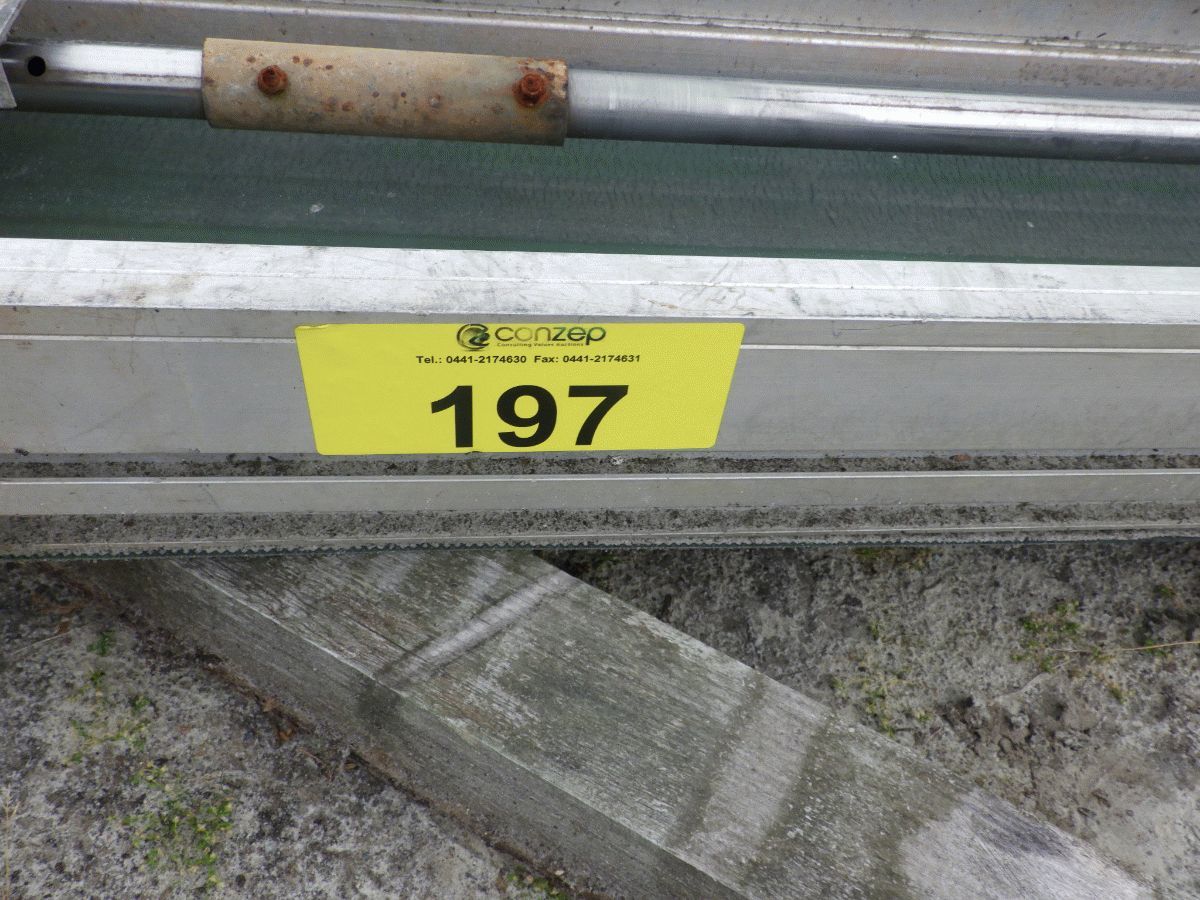 conzep
Consulting Values Auctions
Tel.: 0441-2174630 Fax: 0441-2174631
197